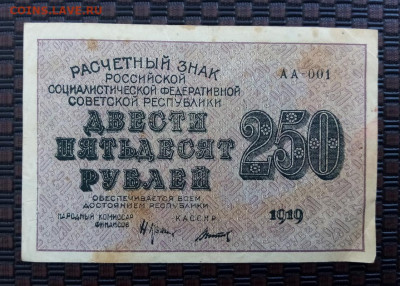 COINS.LAVE.RU
РАСЧЕТНЫЙ ЗНАК
РОССИЙСКОЙ
СОЦИАЛИСТИЧЕСКОЙ ФЕДЕРАТИВНОЙ
СОВЕТСКОЙ РЕСПУБЛИКИ
АА-001
ДВЕСТИ
ПЯТЬДЕСЯТ
РУБЛЕЙ
250
ОБЕСПЕЧИВАЕТСЯ ВСЕМ
ДОСТОЯНИЕМ РЕСПУБЛИКИ
НАРОДНЫЙ КОМИССАР
ФИНАНСОВ
КАССИР
1919